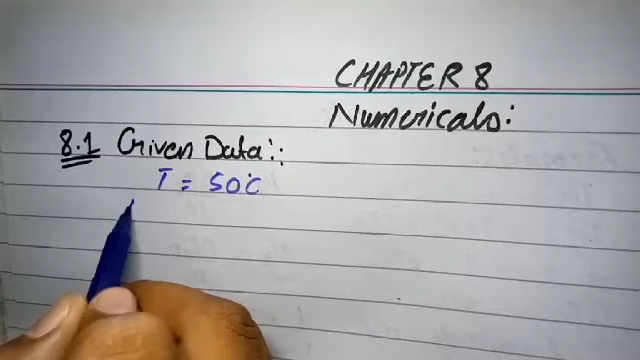 CHAPTER 8
Numericals:
8.1 Given Data::
T = 50°C